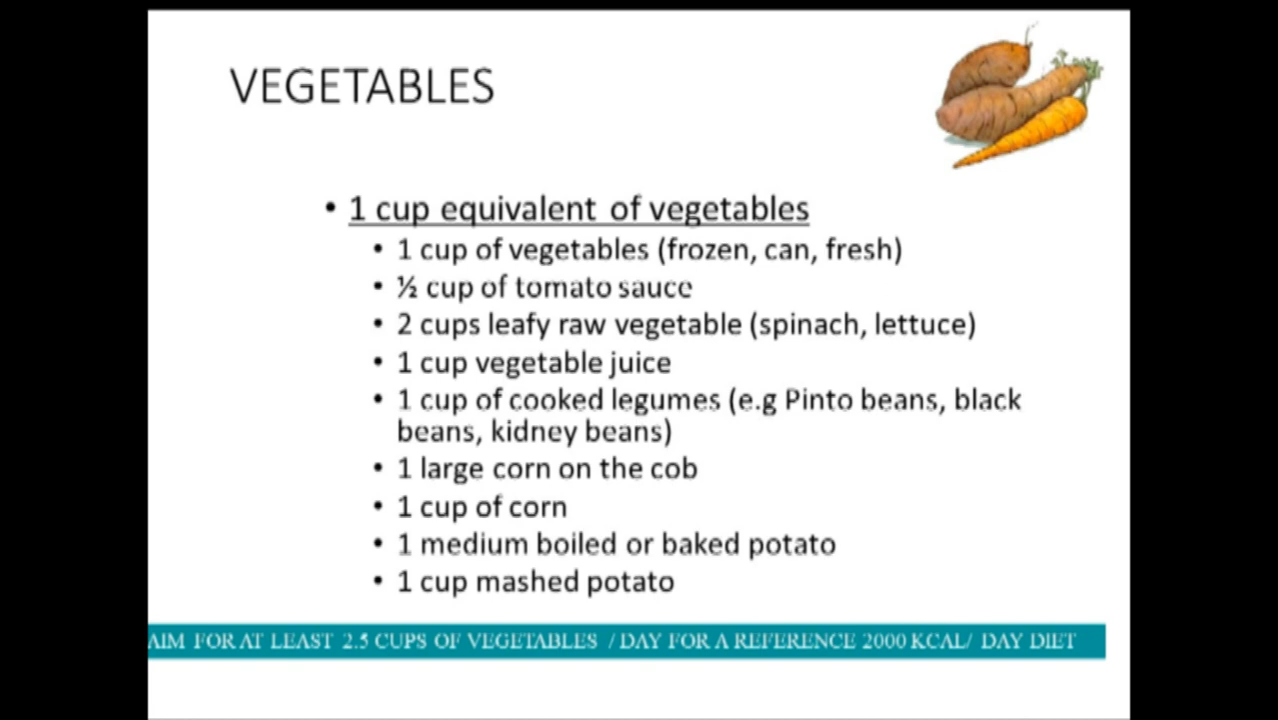 VEGETABLES
• 1 cup equivalent of vegetables
• 1 cup of vegetables (frozen, can, fresh)
• ½ cup of tomato sauce
• 2 cups leafy raw vegetable (spinach, lettuce)
• 1 cup vegetable juice
• 1 cup of cooked legumes (e.g Pinto beans, black
beans, kidney beans)
• 1 large corn on the cob
• 1 cup of corn
• 1 medium boiled or baked potato
• 1 cup mashed potato
AIM FOR AT LEAST 2.5 CUPS OF VEGETABLES / DAY FOR A REFERENCE 2000 KCAL/ DAY DIET